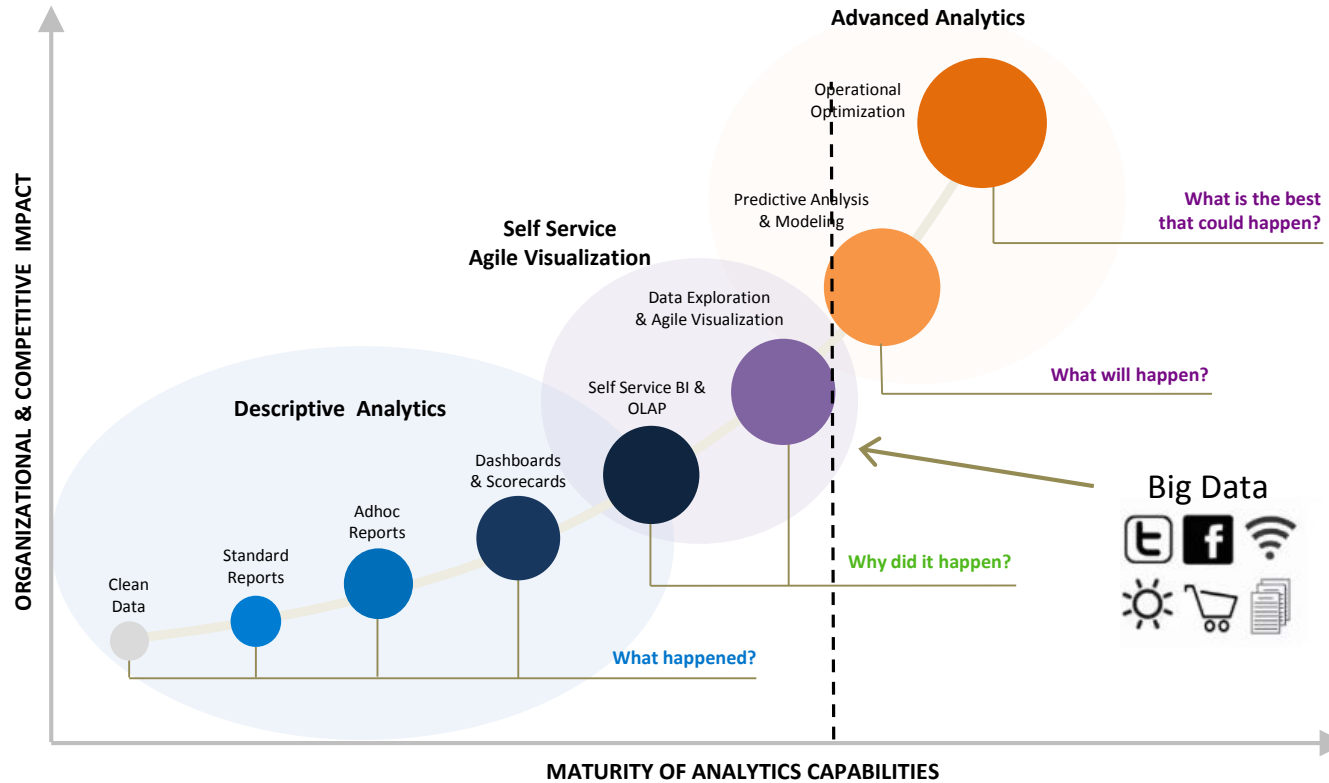 Advanced Analytics
Operational
Optimization
Predictive Analysis
& Modeling
What is the best
that could happen?
Self Service
Agile Visualization
Data Exploration
& Agile Visualization
What will happen?
Self Service BI &
OLAP
Descriptive Analytics
Dashboards
& Scorecards
Big Data
Adhoc
Reports
Standard
Reports
Why did it happen?
Clean
Data
What happened?
ORGANIZATIONAL & COMPETITIVE IMPACT
MATURITY OF ANALYTICS CAPABILITIES